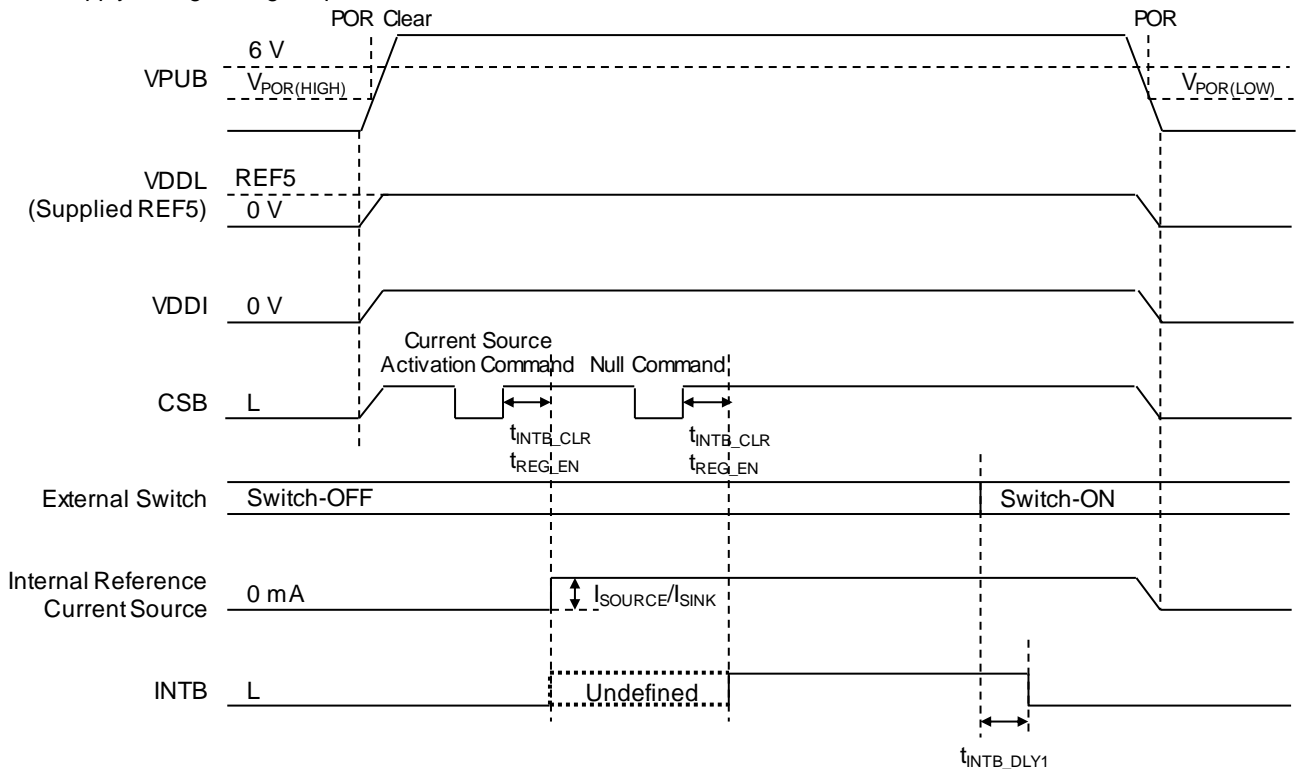 POR Clear
POR
6 V
VPUB
VPOR(HIGH)
VPOR(LOW)
VDDL
(Supplied REF5)
REF5
0 V
VDDI
0 V
Current Source
Activation Command
Null Command
CSB
L
tINTB_CLR
tREG_EN
tINTB_CLR
tREG_EN
External Switch
Switch-OFF
Switch-ON
Internal Reference
Current Source
0 mA
ISOURCE/ISINK
INTB
L
Undefined
tINTB_DLY1